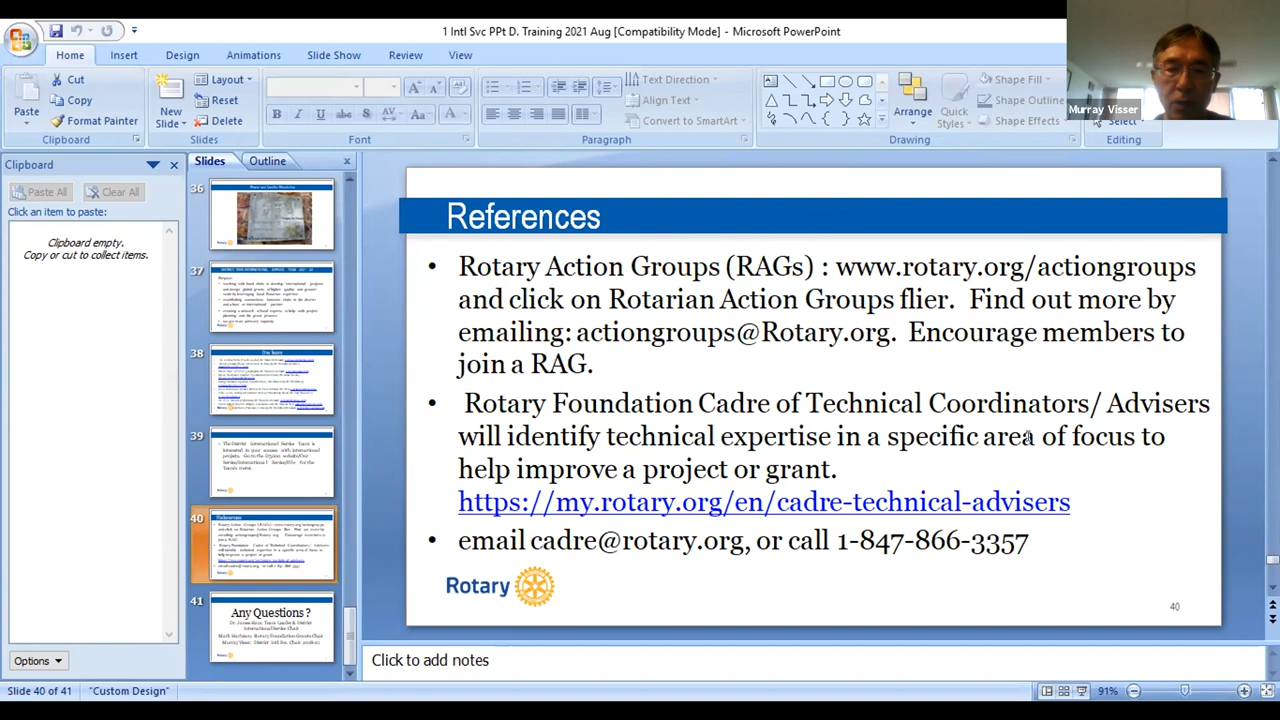 1 Intl Svc PPt D. Training 2021 Aug [Compatibility Mode] - Microsoft PowerPoint
Home Insert Design Animations Slide Show Review View
Cut
Copy
Format Painter
Paste
Clipboard
New
Slide
Layout
Reset
Delete
Slides
B I U abc S AV Aa A
Font
Text Direction
Align Text
Convert to SmartArt
Paragraph
Arrange
Quick
Styles
Shape Fill
Shape Outline
Shape Effects
Drawing
Select
Editing
Murray Visser
Clipboard
Paste All Clear All
Click an item to paste:
Clipboard empty.
Copy or cut to collect items.
Options
Slides Outline
36
37
38
Our Team
39
40
References
41
Any Questions ?
References
• Rotary Action Groups (RAGs) : www.rotary.org/actiongroups
and click on Rotarian Action Groups flier. Find out more by
emailing: actiongroups@Rotary.org. Encourage members to
join a RAG.
• Rotary Foundation Cadre of Technical Coordinators/ Advisers
will identify technical expertise in a specific area of focus to
help improve a project or grant.
https://my.rotary.org/en/cadre-technical-advisers
• email cadre@rotary.org, or call 1-847-866-3357
Rotary
40
Click to add notes
Slide 40 of 41 "Custom Design" 91%